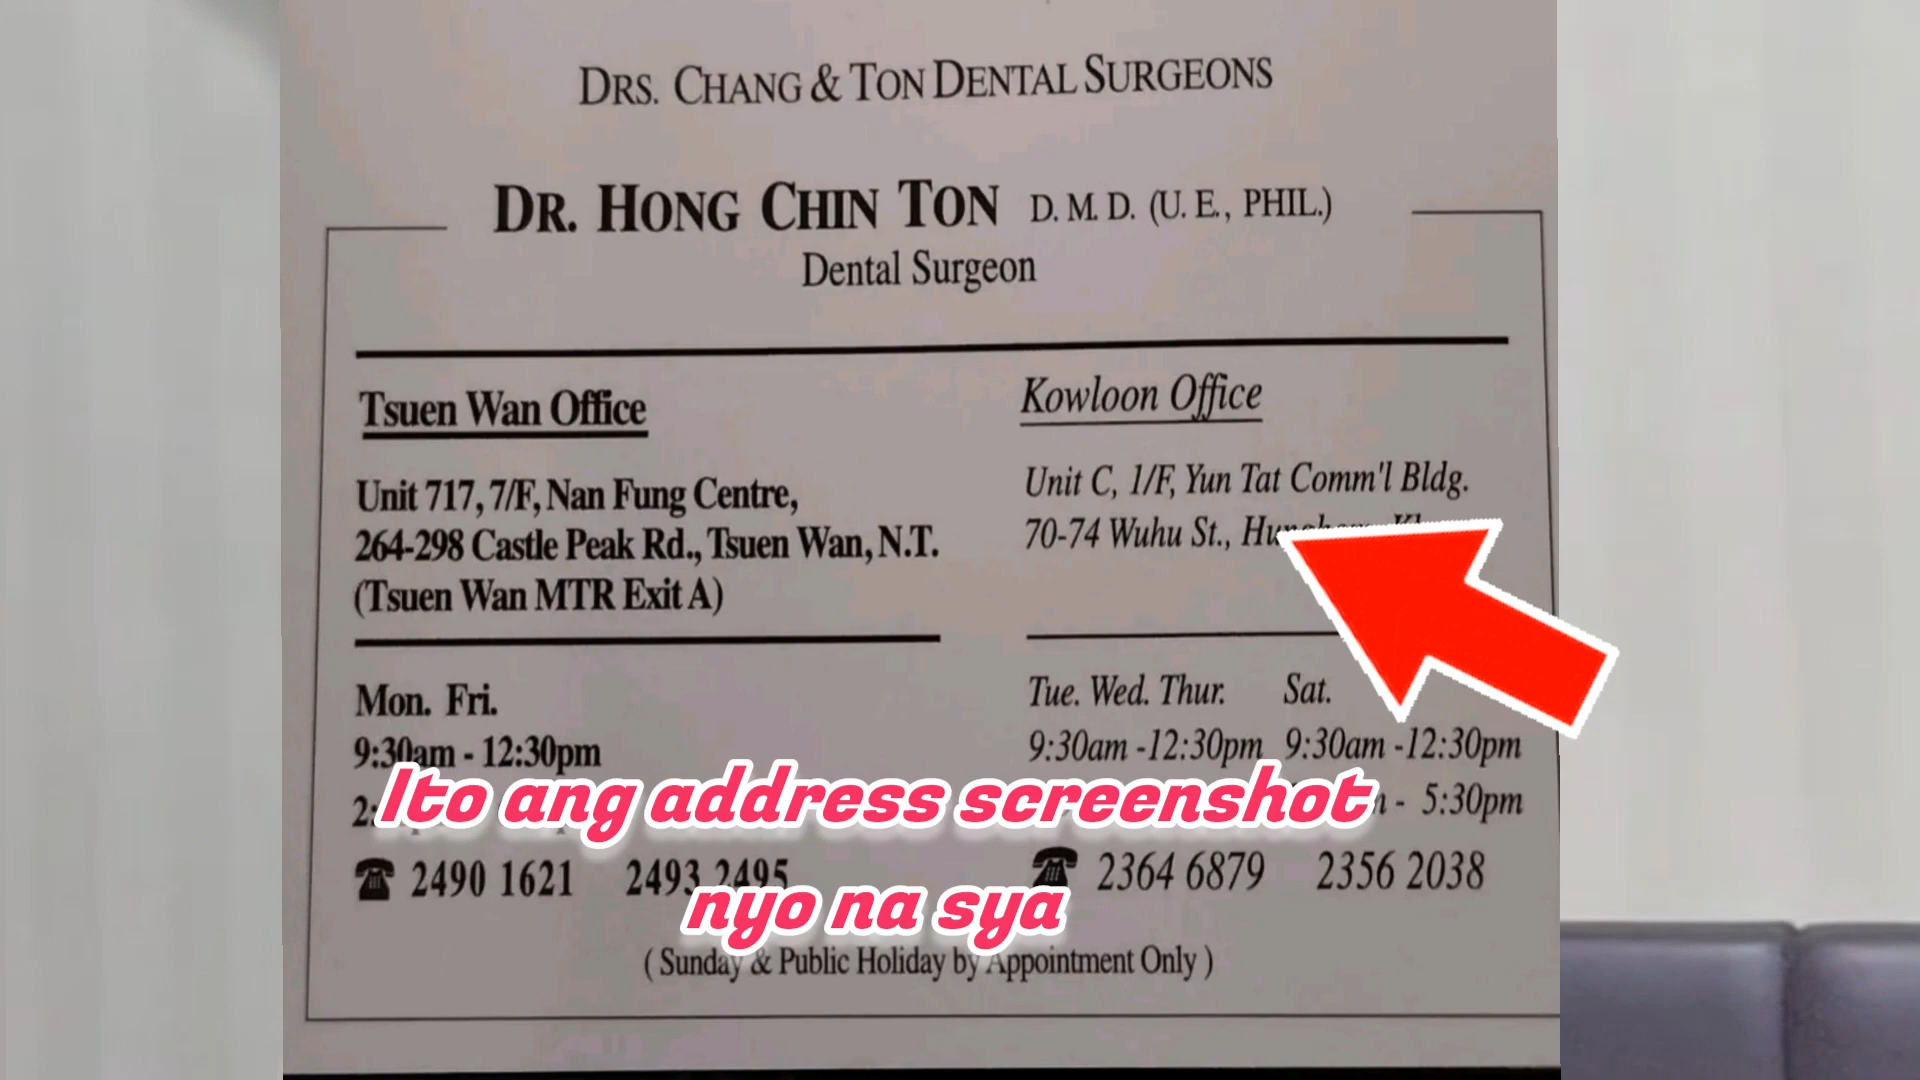 DRS. CHANG & TON DENTAL SURGEONS
DR. HONG CHIN TON D. M. D. (U. E., PHIL.)
Dental Surgeon
Tsuen Wan Office
Unit 717, 7/F, Nan Fung Centre,
264-298 Castle Peak Rd., Tsuen Wan, N.T.
(Tsuen Wan MTR Exit A)
Mon. Fri.
9:30am - 12:30pm
2490 1621 2493 2495
Kowloon Office
Unit C, 1/F, Yun Tat Comm'l Bldg.
70-74 Wuhu St.,
Tue. Wed. Thur. Sat.
9:30am -12:30pm 9:30am -12:30pm
- 5:30pm
2364 6879 2356 2038
(Sunday & Public Holiday by Appointment Only)
Ito ang address screenshot
nyo na sya